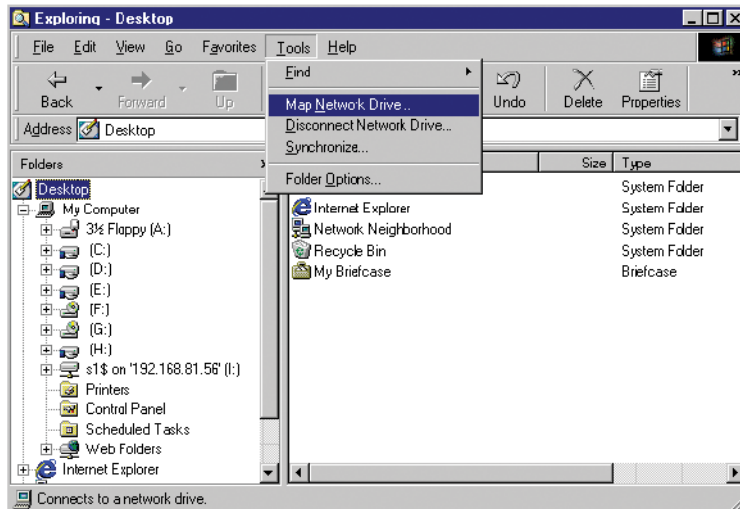 Exploring - Desktop
File Edit View Go Favorites Tools Help
Back Forward Up Undo Delete Properties
Find
Map Network Drive...
Disconnect Network Drive...
Synchronize...
Folder Options...
Address Desktop
Folders
Size Type
Desktop
My Computer
3½ Floppy (A:)
(C:)
(D:)
(E:)
(F:)
(G:)
(H:)
s1$ on '192.168.81.56' (I:)
Printers
Control Panel
Scheduled Tasks
Web Folders
Internet Explorer
System Folder
Internet Explorer System Folder
Network Neighborhood System Folder
Recycle Bin System Folder
My Briefcase Briefcase
Connects to a network drive.